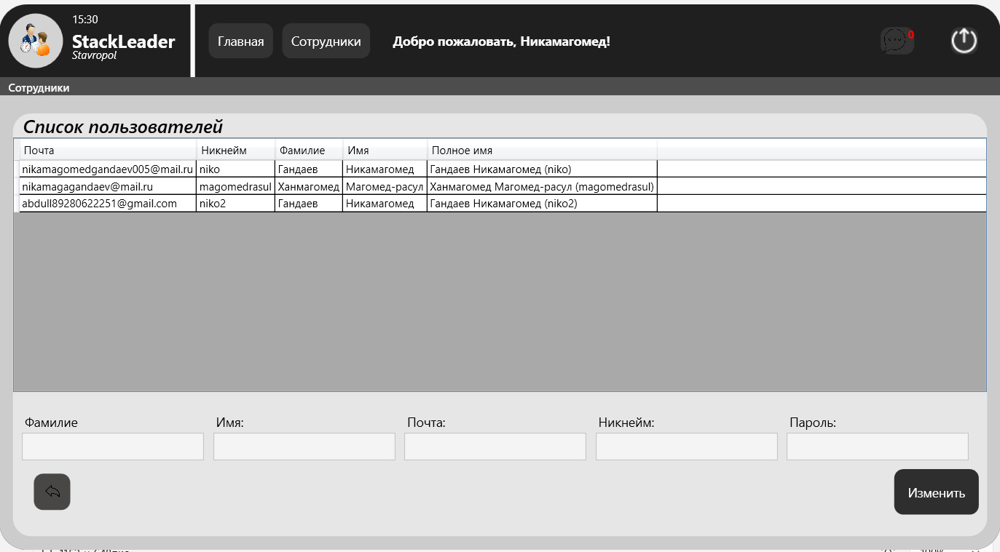 15:30
StackLeader
Stavropol
Главная
Сотрудники
Добро пожаловать, Никамагомед!
0
Сотрудники
Список пользователей
Почта Никнейм Фамилие Имя Полное имя
nikamagomedgandaev005@mail.ru niko Гандаев Никамагомед Гандаев Никамагомед (niko)
nikamagagandaev@mail.ru magomedrasul Ханмагомед Магомед-расул Ханмагомед Магомед-расул (magomedrasul)
abdull89280622251@gmail.com niko2 Гандаев Никамагомед Гандаев Никамагомед (niko2)
Фамилие Имя: Почта: Никнейм: Пароль:
Изменить